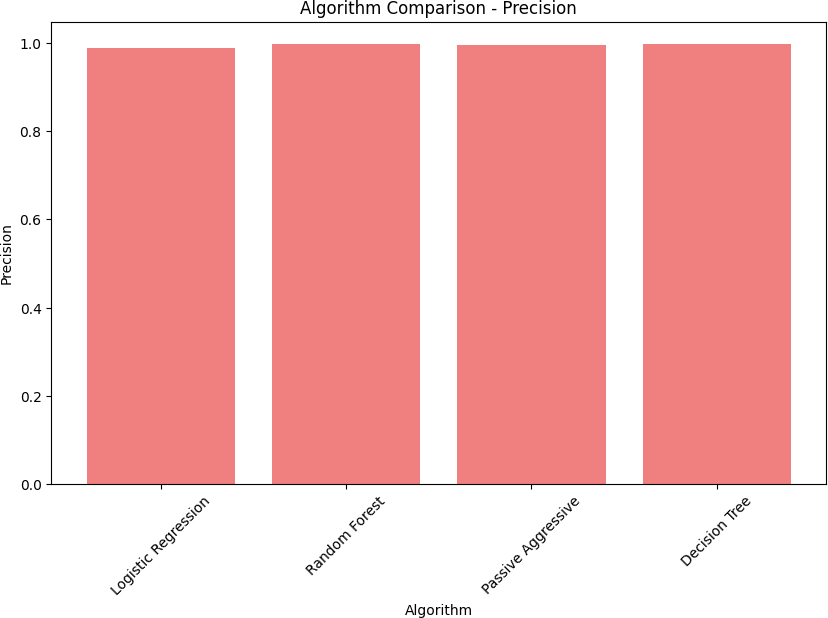 Algorithm Comparison - Precision
Precision
1.0
0.8
0.6
0.4
0.2
0.0
Logistic Regression
Random Forest
Passive Aggressive
Decision Tree
Algorithm